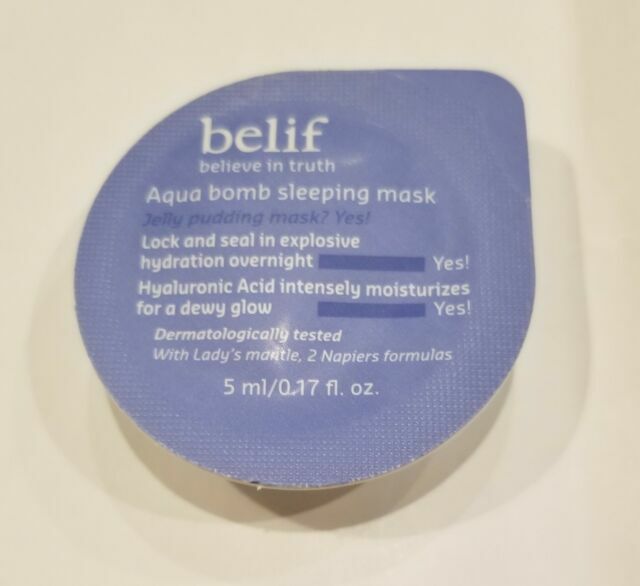 belif
believe in truth
Aqua bomb sleeping mask
Jelly pudding mask? Yes!
Lock and seal in explosive
hydration overnight Yes!
Hyaluronic Acid intensely moisturizes
for a dewy glow Yes!
Dermatologically tested
With Lady's mantle, 2 Napiers formulas
5 ml/0.17 fl. oz.